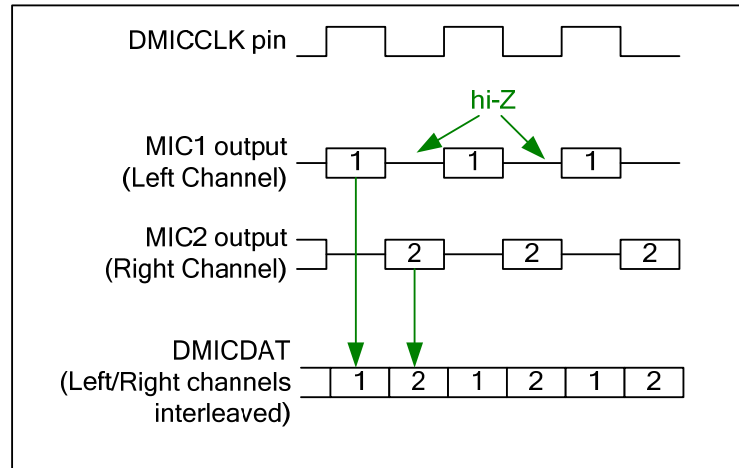 DMICCLK pin
hi-Z
MIC1 output
(Left Channel)
1 1 1
MIC2 output
(Right Channel)
2 2 2
DMICDAT
(Left/Right channels
interleaved)
1 2 1 2 1 2